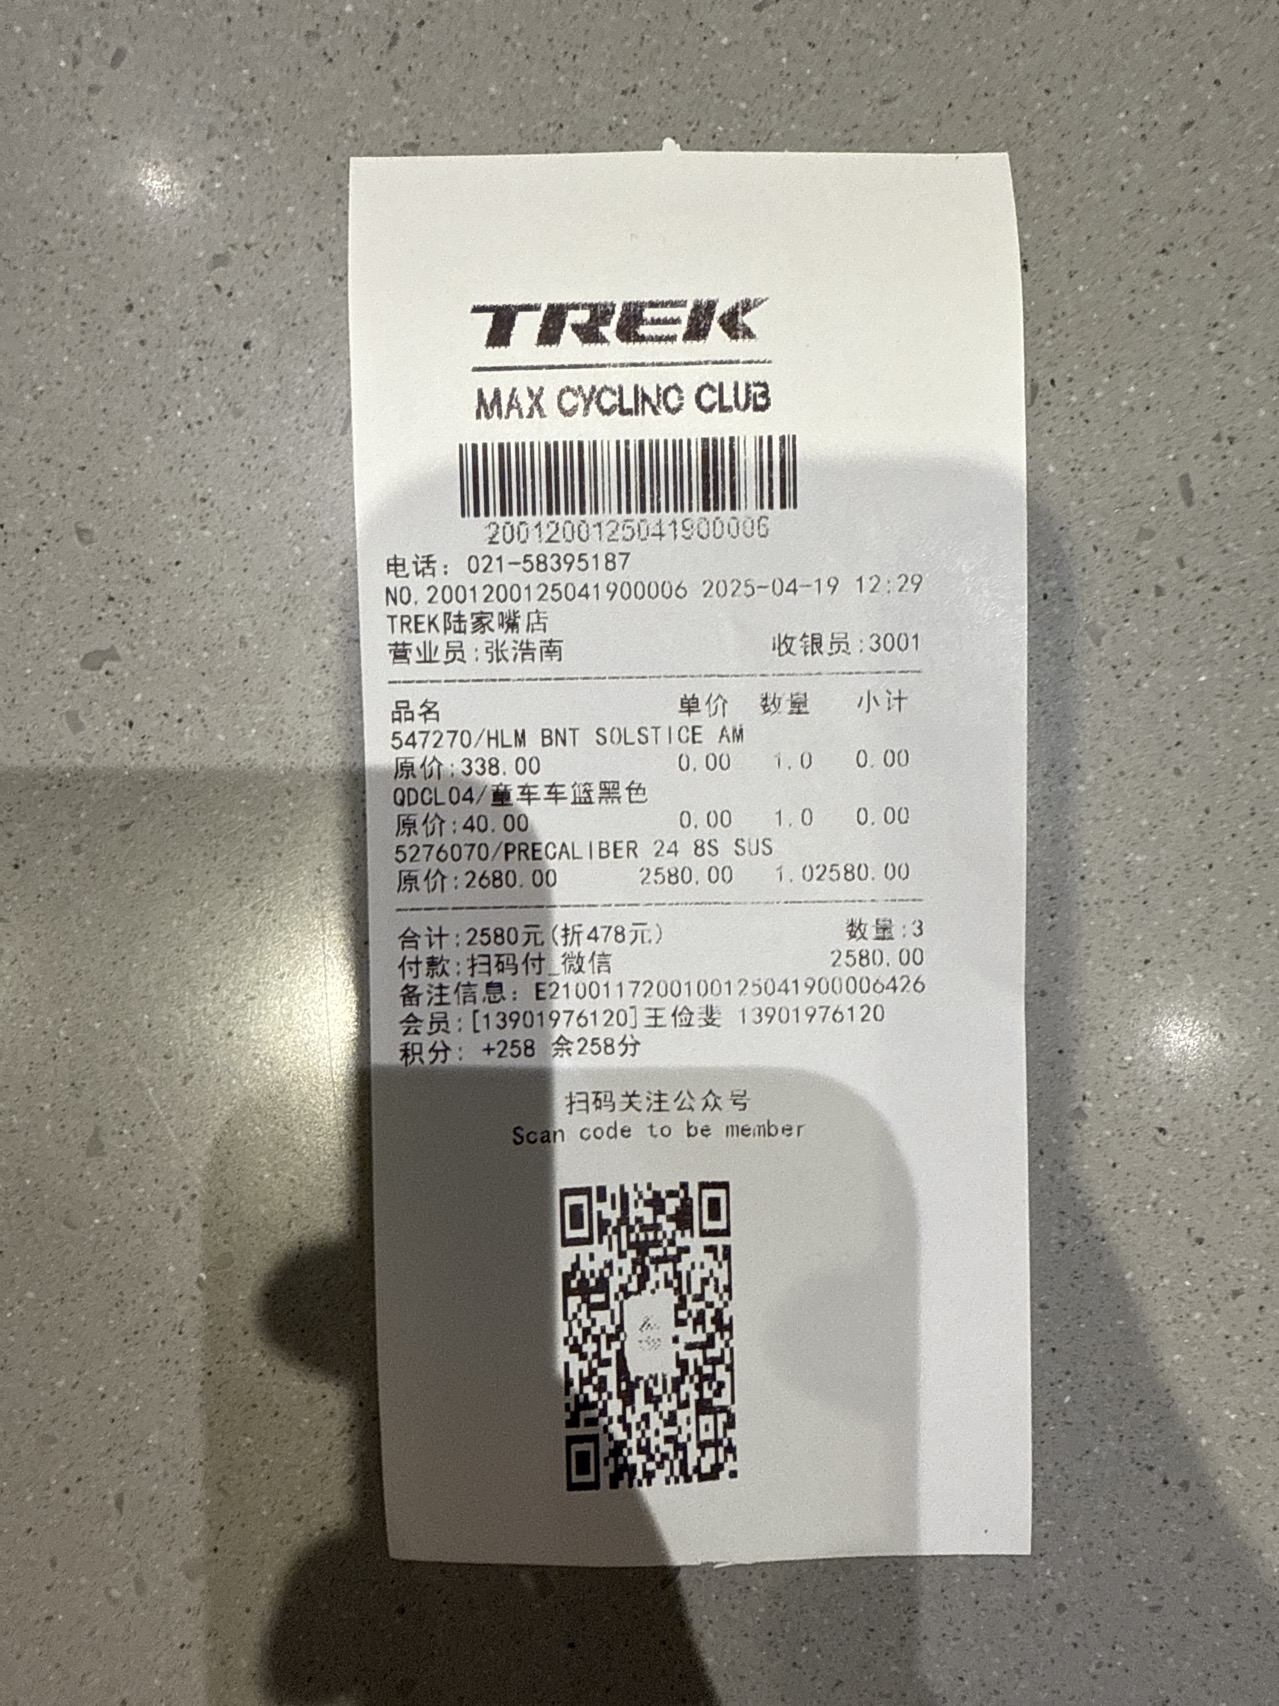 TREK
MAX CYCLING CLUB
2001200125041900006
电话: 021-58395187
NO.2001200125041900006 2025-04-19 12:29
TREK陆家嘴店
营业员:张浩南 收银员:3001
品名 单价 数量 小计
547270/HLM BNT SOLSTICE AM
原价:338.00 0.00 1.0 0.00
QDCL04/童车车篮黑色
原价:40.00 0.00 1.0 0.00
5276070/PRECALIBER 24 8S SUS
原价:2680.00 2580.00 1.02580.00
合计:2580元(折478元) 数量:3
付款:扫码付_微信 2580.00
备注信息: E2100117200100125041900006426
会员:[13901976120]王俭斐 13901976120
积分: +258 余258分
扫码关注公众号
Scan code to be member